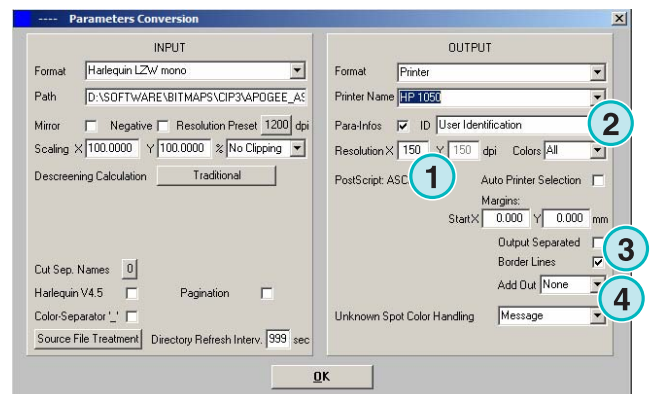 ---- Parameters Conversion
INPUT
Format Harlequin LZW mono
Path D:\SOFTWARE\BITMAPS\CIP3\APOGEE_AS
Mirror Negative Resolution Preset 1200 dpi
Scaling X 100.0000 Y 100.0000 % No Clipping
Descreening Calculation Traditional
Cut Sep. Names 0
Harlequin V4.5 Pagination
Color-Separator '_'
Source File Treatment Directory Refresh Interv. 999 sec
OUTPUT
Format Printer
Printer Name HP 1050
Para-Infos ID User Identification 2
Resolution X 150 Y 150 dpi Colors All
PostScript: ASC 1 Auto Printer Selection
Margins:
StartX 0.000 Y 0.000 mm
Output Separated 3
Border Lines
Add Out None 4
Unknown Spot Color Handling Message
OK